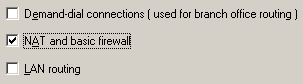 Demand-dial connections ( used for branch office routing )
NAT and basic firewall
LAN routing